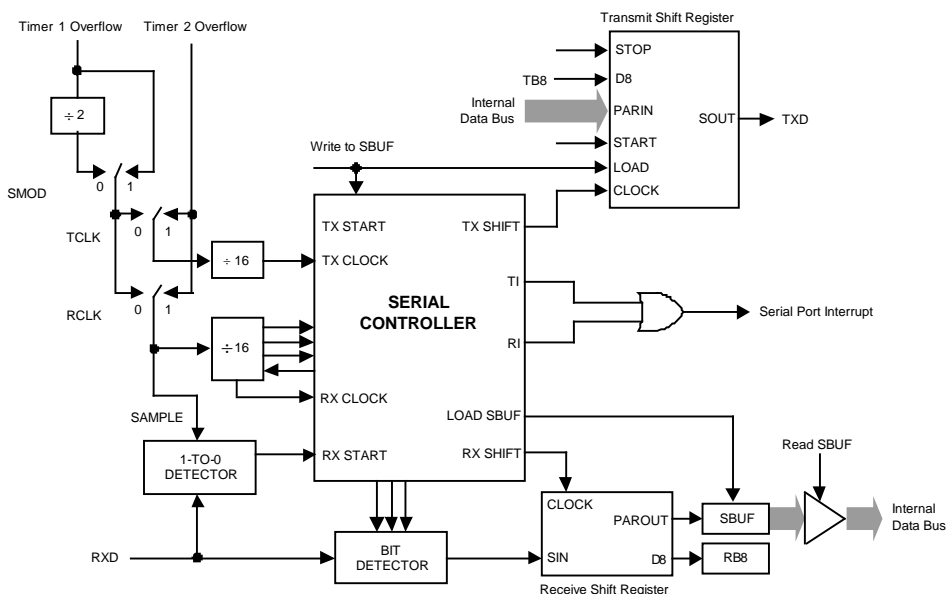 Timer 1 Overflow
Timer 2 Overflow
Transmit Shift Register
STOP
TB8
D8
÷ 2
Internal
Data Bus
PARIN
SOUT
TXD
START
Write to SBUF
LOAD
CLOCK
0
1
SMOD
TX START
TX SHIFT
0
1
TCLK
÷ 16
TX CLOCK
TI
SERIAL
CONTROLLER
Serial Port Interrupt
0
1
RCLK
RI
÷ 16
RX CLOCK
SAMPLE
LOAD SBUF
1-TO-0
DETECTOR
RX START
RX SHIFT
Read SBUF
CLOCK
PAROUT
SBUF
Internal
Data Bus
RXD
BIT
DETECTOR
SIN
D8
RB8
Receive Shift Register